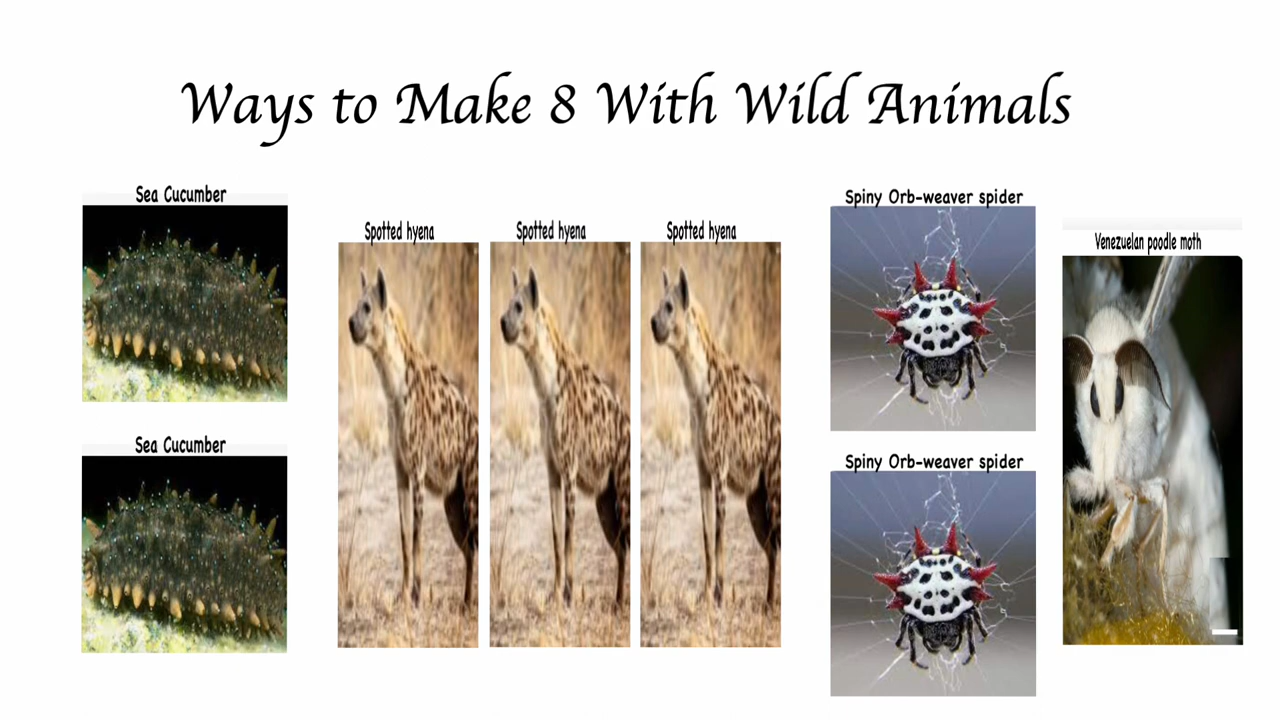 Ways to Make 8 With Wild Animals
Sea Cucumber
Sea Cucumber
Spotted hyena
Spotted hyena
Spotted hyena
Spiny Orb-weaver spider
Spiny Orb-weaver spider
Venezuelan poodle moth